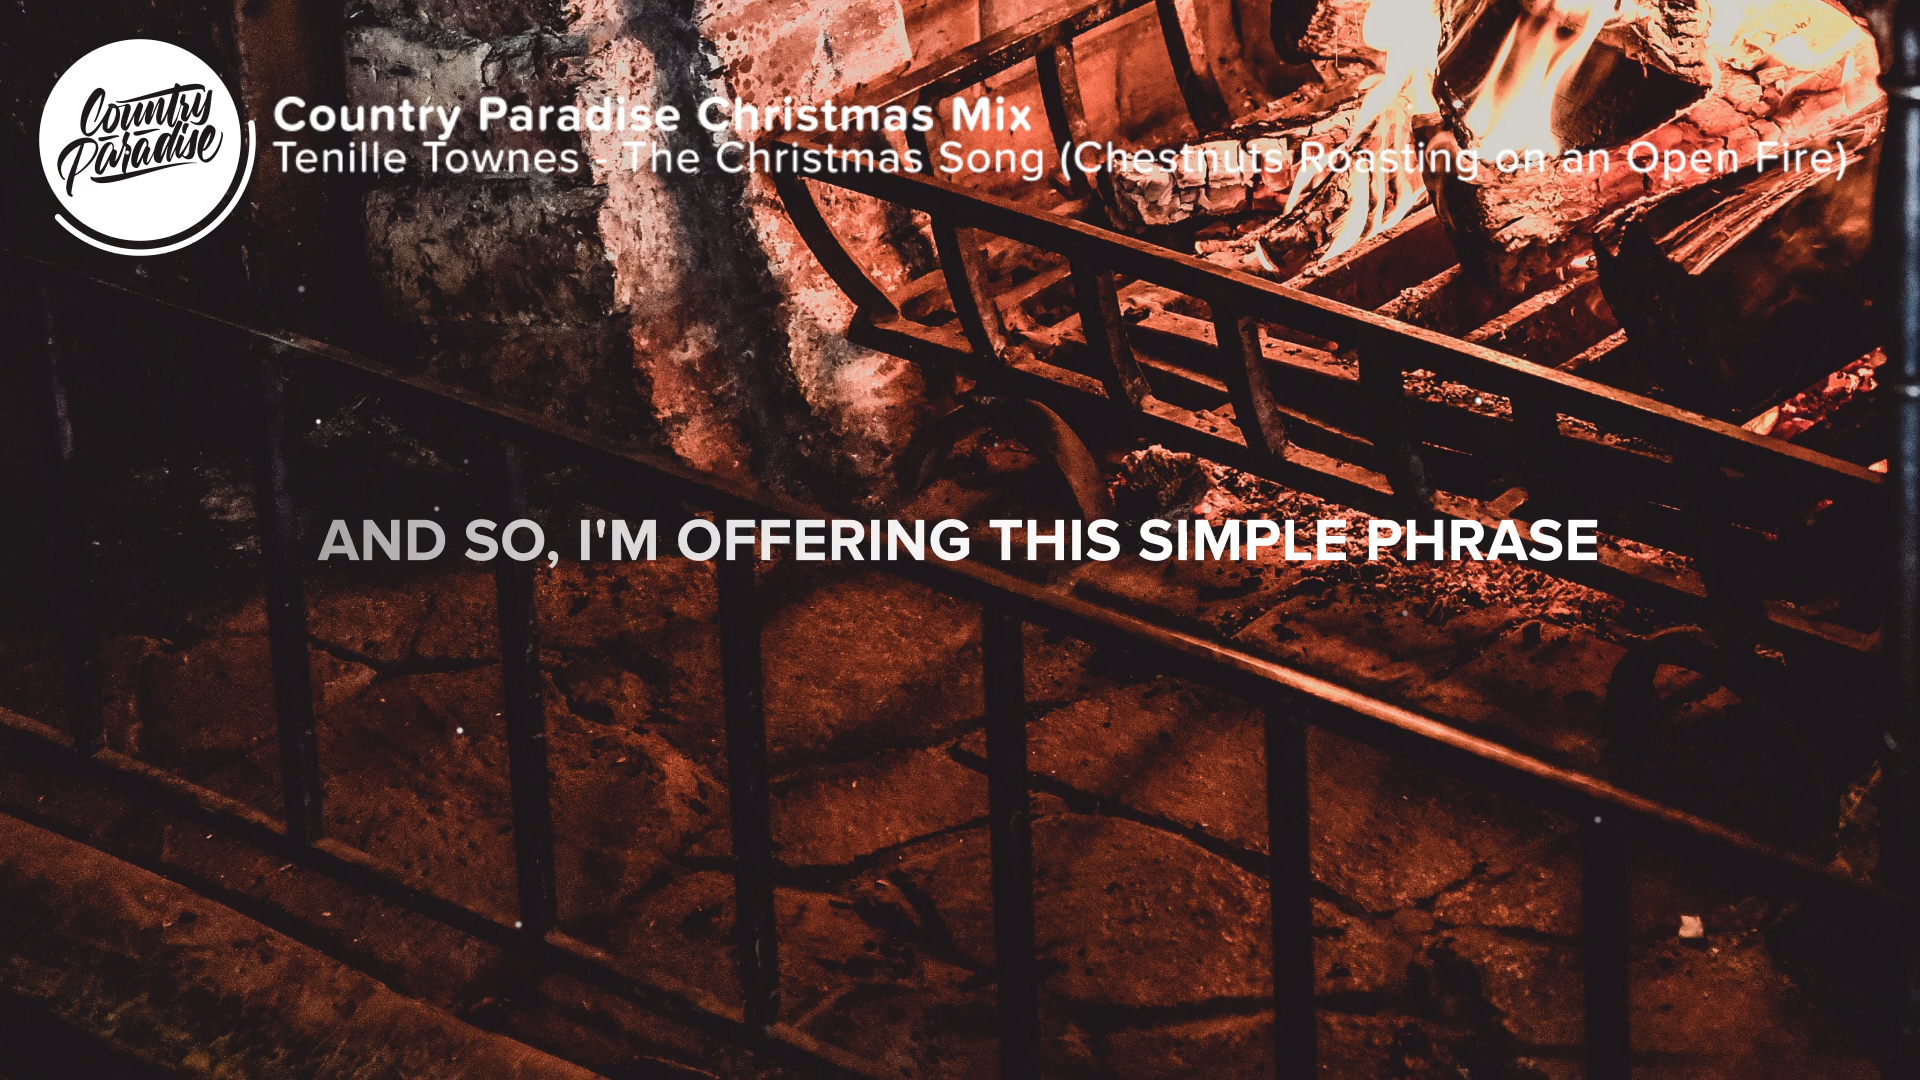 Country
Paradise
Country Paradise Christmas Mix
Tenille Townes - The Christmas Song (Chestnuts Roasting on an Open Fire)
AND SO, I'M OFFERING THIS SIMPLE PHRASE